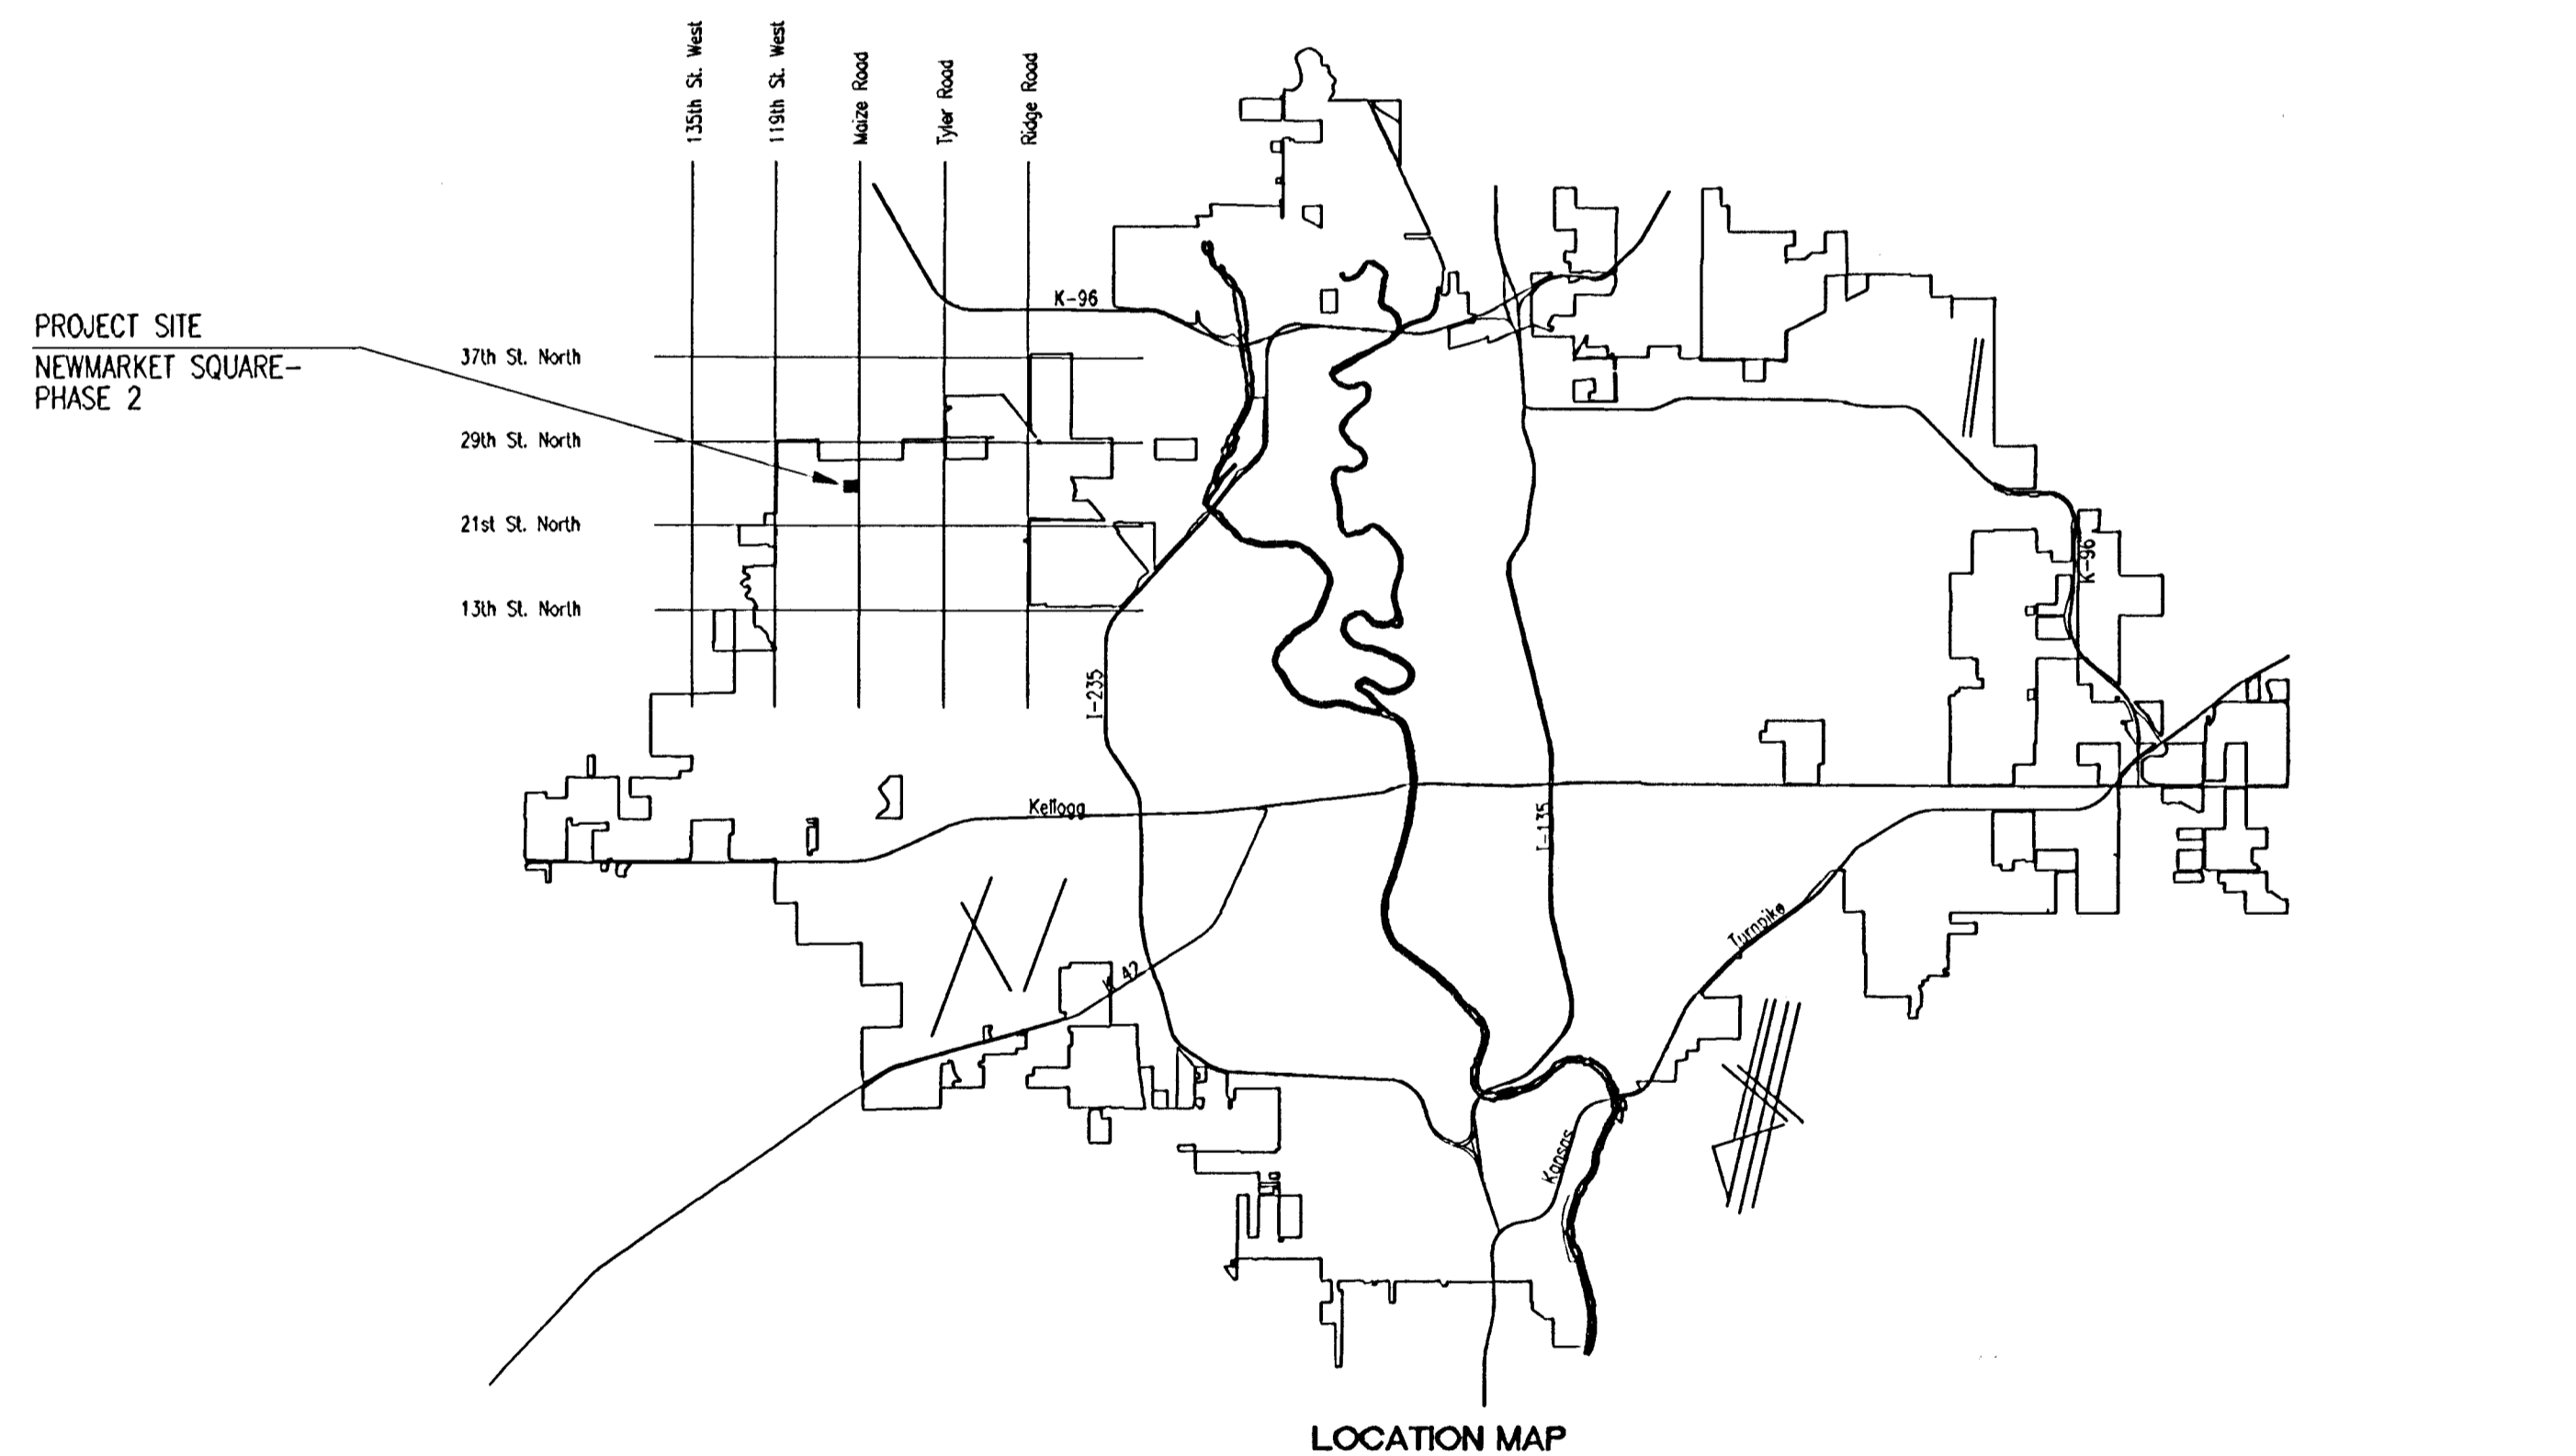 135th St. West
119th St. West
Maize Road
Tyler Road
Ridge Road
K-96
PROJECT SITE
NEWMARKET SQUARE-
PHASE 2
37th St. North
29th St. North
21st St. North
13th St. North
K-96
I-235
Kellogg
I-135
Turnpike
K 42
Kansas
LOCATION MAP